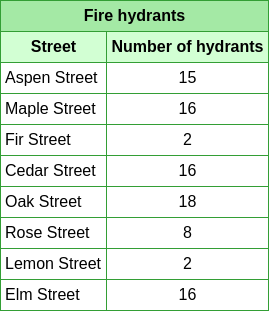 Fire hydrants
Street Number of hydrants
Aspen Street 15
Maple Street 16
Fir Street 2
Cedar Street 16
Oak Street 18
Rose Street 8
Lemon Street 2
Elm Street 16